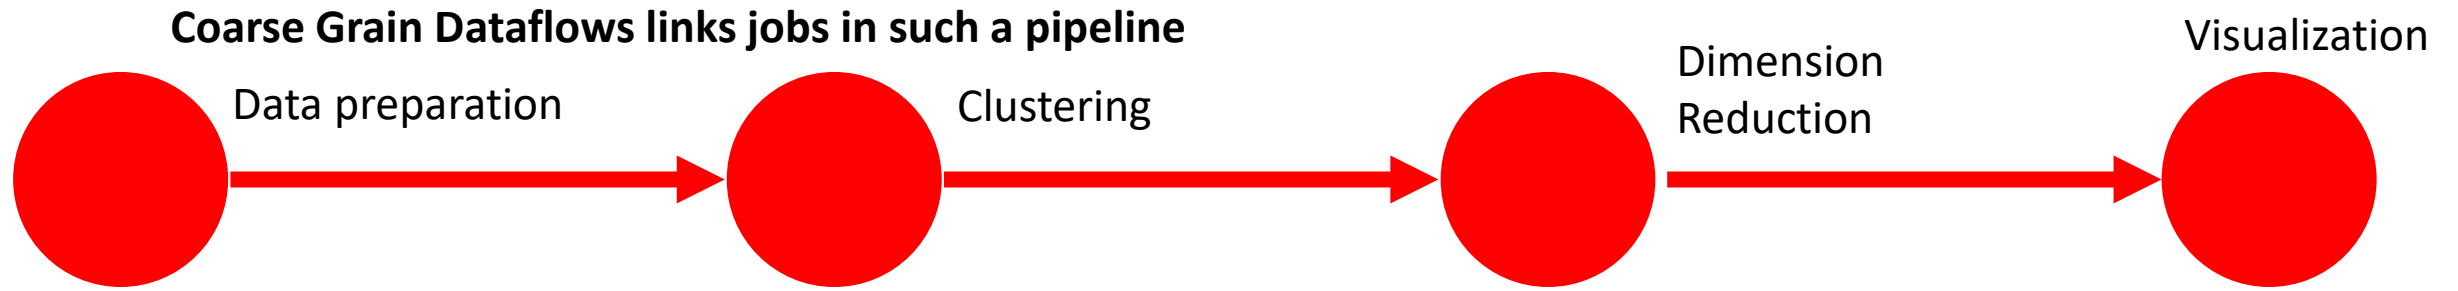 Coarse Grain Dataflows links jobs in such a pipeline
Data preparation
Clustering
Dimension
Reduction
Visualization